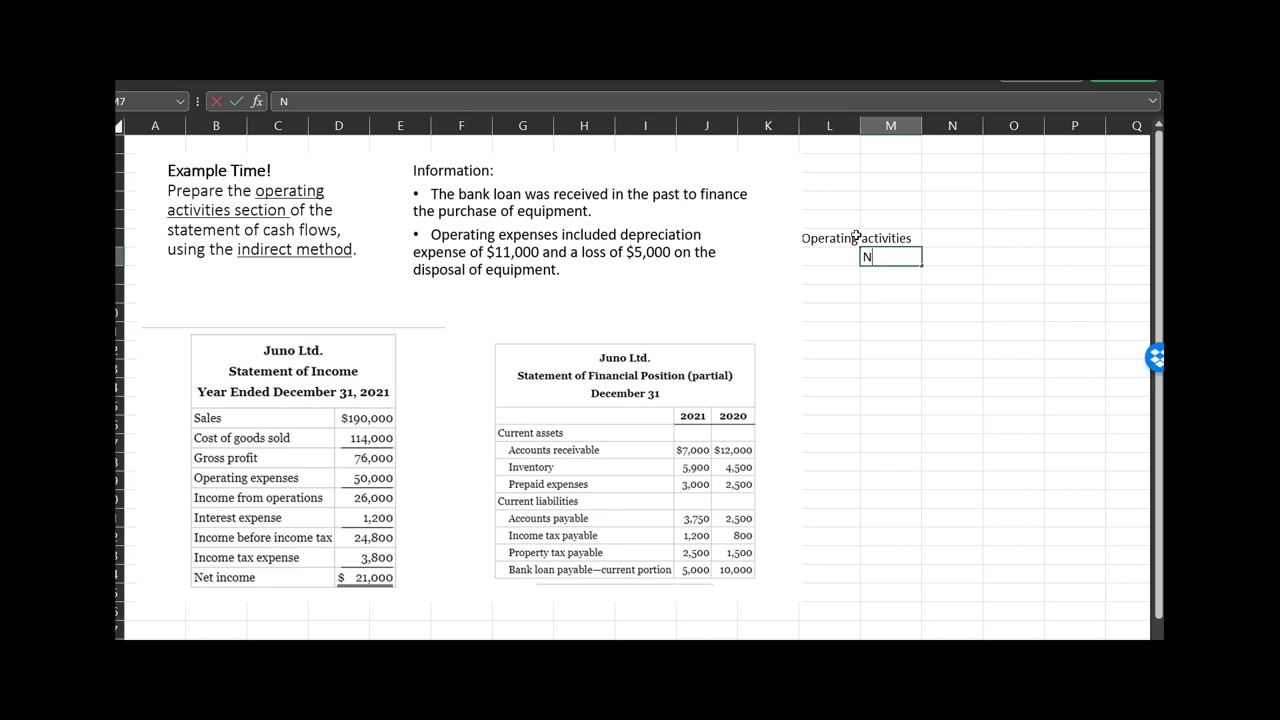 M7
fx
N
A B C D E F G H I J K L M N O P Q
Example Time!
Prepare the operating
activities section of the
statement of cash flows,
using the indirect method.
Information:
• The bank loan was received in the past to finance
the purchase of equipment.
• Operating expenses included depreciation
expense of $11,000 and a loss of $5,000 on the
disposal of equipment.
Operating activities
N
Juno Ltd.
Statement of Income
Year Ended December 31, 2021
Sales $190,000
Cost of goods sold 114,000
Gross profit 76,000
Operating expenses 50,000
Income from operations 26,000
Interest expense 1,200
Income before income tax 24,800
Income tax expense 3,800
Net income $ 21,000
Juno Ltd.
Statement of Financial Position (partial)
December 31
2021 2020
Current assets
Accounts receivable $7,000 $12,000
Inventory 5,900 4,500
Prepaid expenses 3,000 2,500
Current liabilities
Accounts payable 3,750 2,500
Income tax payable 1,200 800
Property tax payable 2,500 1,500
Bank loan payable—current portion 5,000 10,000